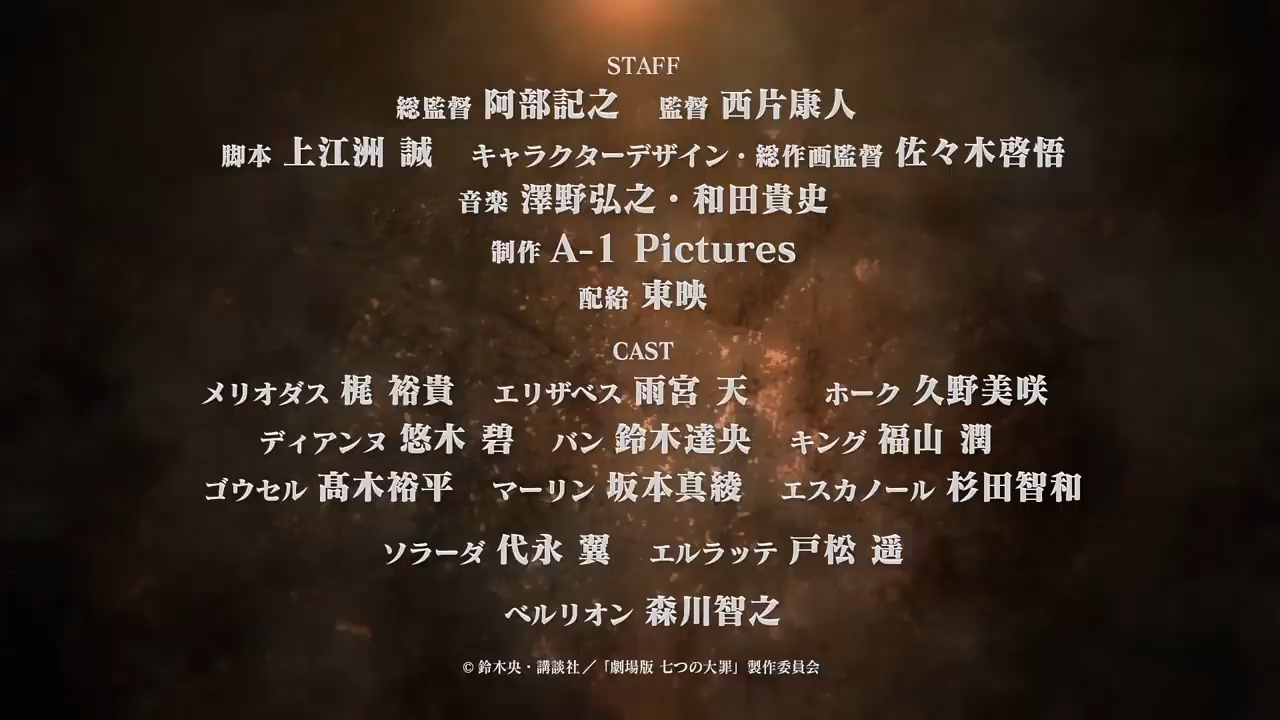 STAFF
総監督 阿部記之 監督 西片康人
脚本 上江洲 誠 キャラクターデザイン・総作画監督 佐々木啓悟
音楽 澤野弘之・和田貴史
制作 A-1 Pictures
配給 東映
CAST
メリオダス 梶 裕貴 エリザベス 雨宮 天 ホーク 久野美咲
ディアンヌ 悠木 碧 バン 鈴木達央 キング 福山 潤
ゴウセル 髙木裕平 マーリン 坂本真綾 エスカノール 杉田智和
ソラーダ 代永 翼 エルラッテ 戸松 遥
ベルリオン 森川智之
© 鈴木央・講談社／「劇場版 七つの大罪」製作委員会